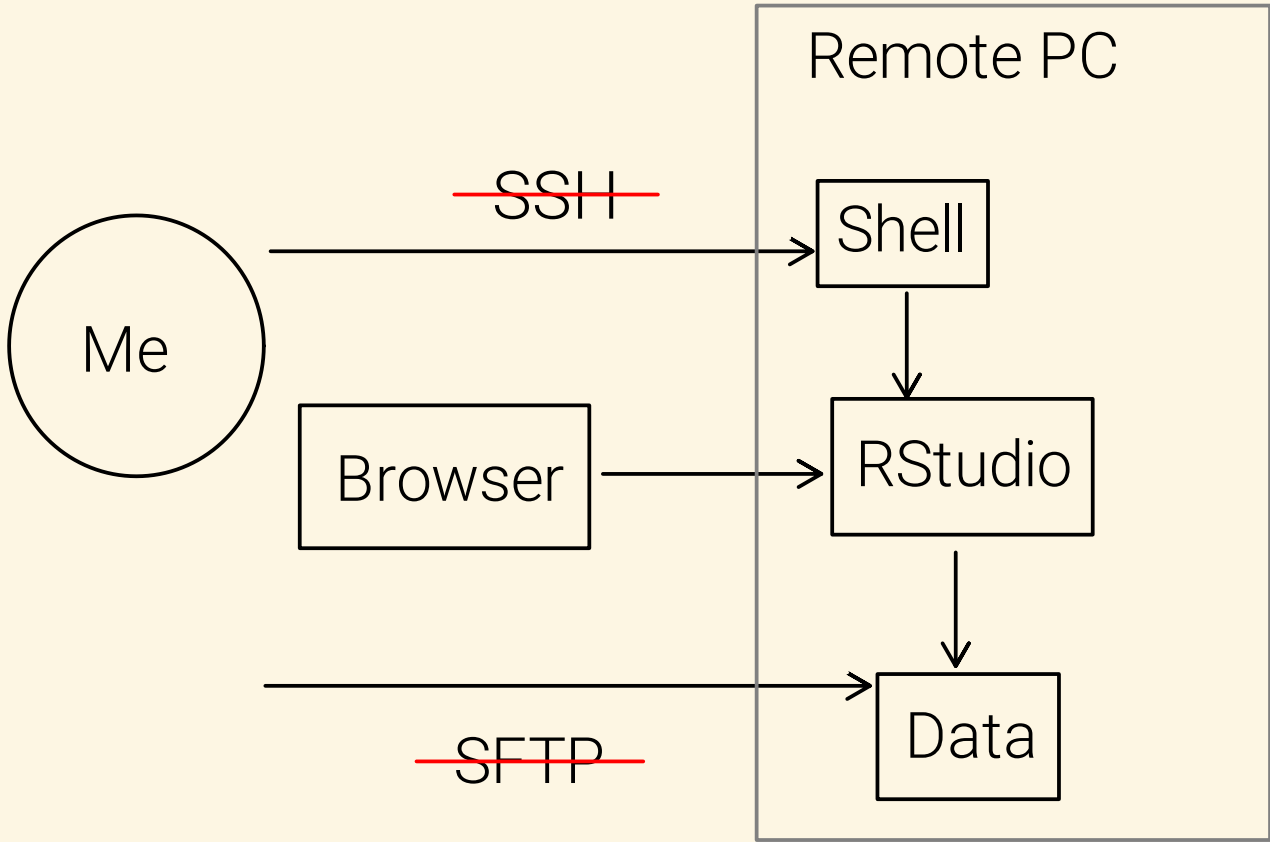 Remote PC
SSH
Shell
Me
Browser
RStudio
SFTP
Data